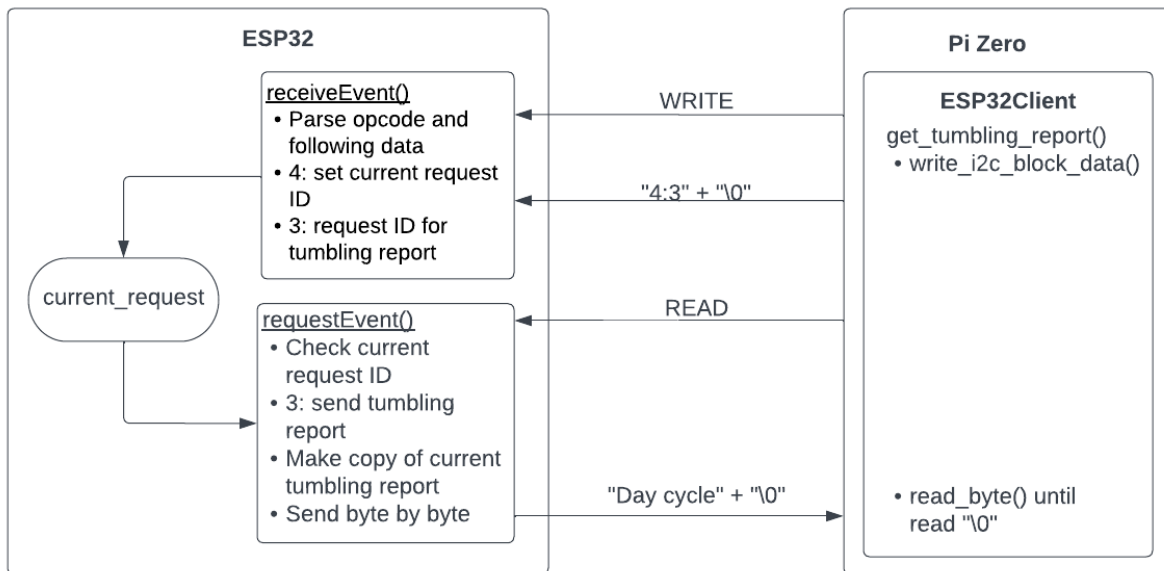 ESP32
receiveEvent()
• Parse opcode and
following data
• 4: set current request
ID
• 3: request ID for
tumbling report
current_request
requestEvent()
• Check current
request ID
• 3: send tumbling
report
• Make copy of current
tumbling report
• Send byte by byte
WRITE
"4:3" + "\0"
READ
"Day cycle" + "\0"
Pi Zero
ESP32Client
get_tumbling_report()
• write_i2c_block_data()
• read_byte() until
read "\0"